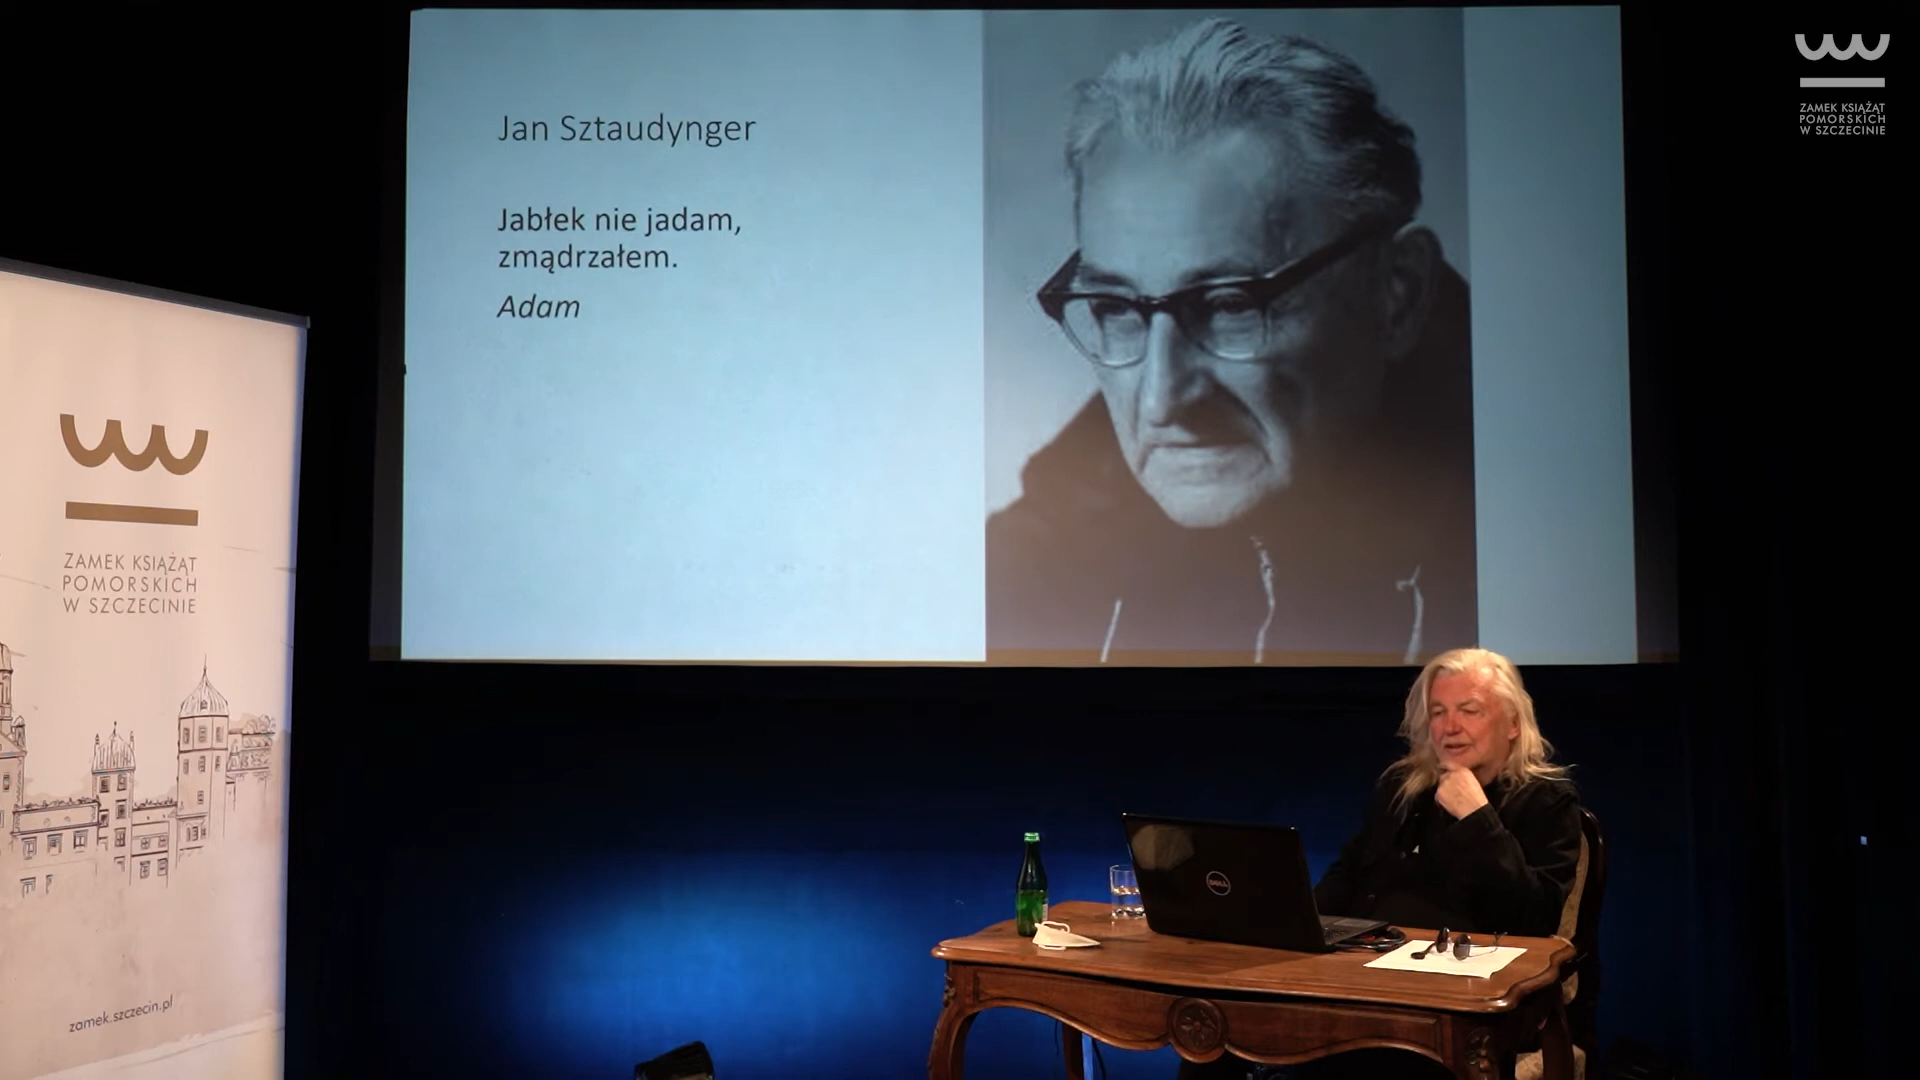 Jan Sztaudynger
Jabłek nie jadam,
zmądrzałem.
Adam
ZAMEK KSIĄŻĄT
POMORSKICH
W SZCZECINIE
ZAMEK KSIĄŻĄT
POMORSKICH
W SZCZECINIE
zamek.szczecin.pl
DELL